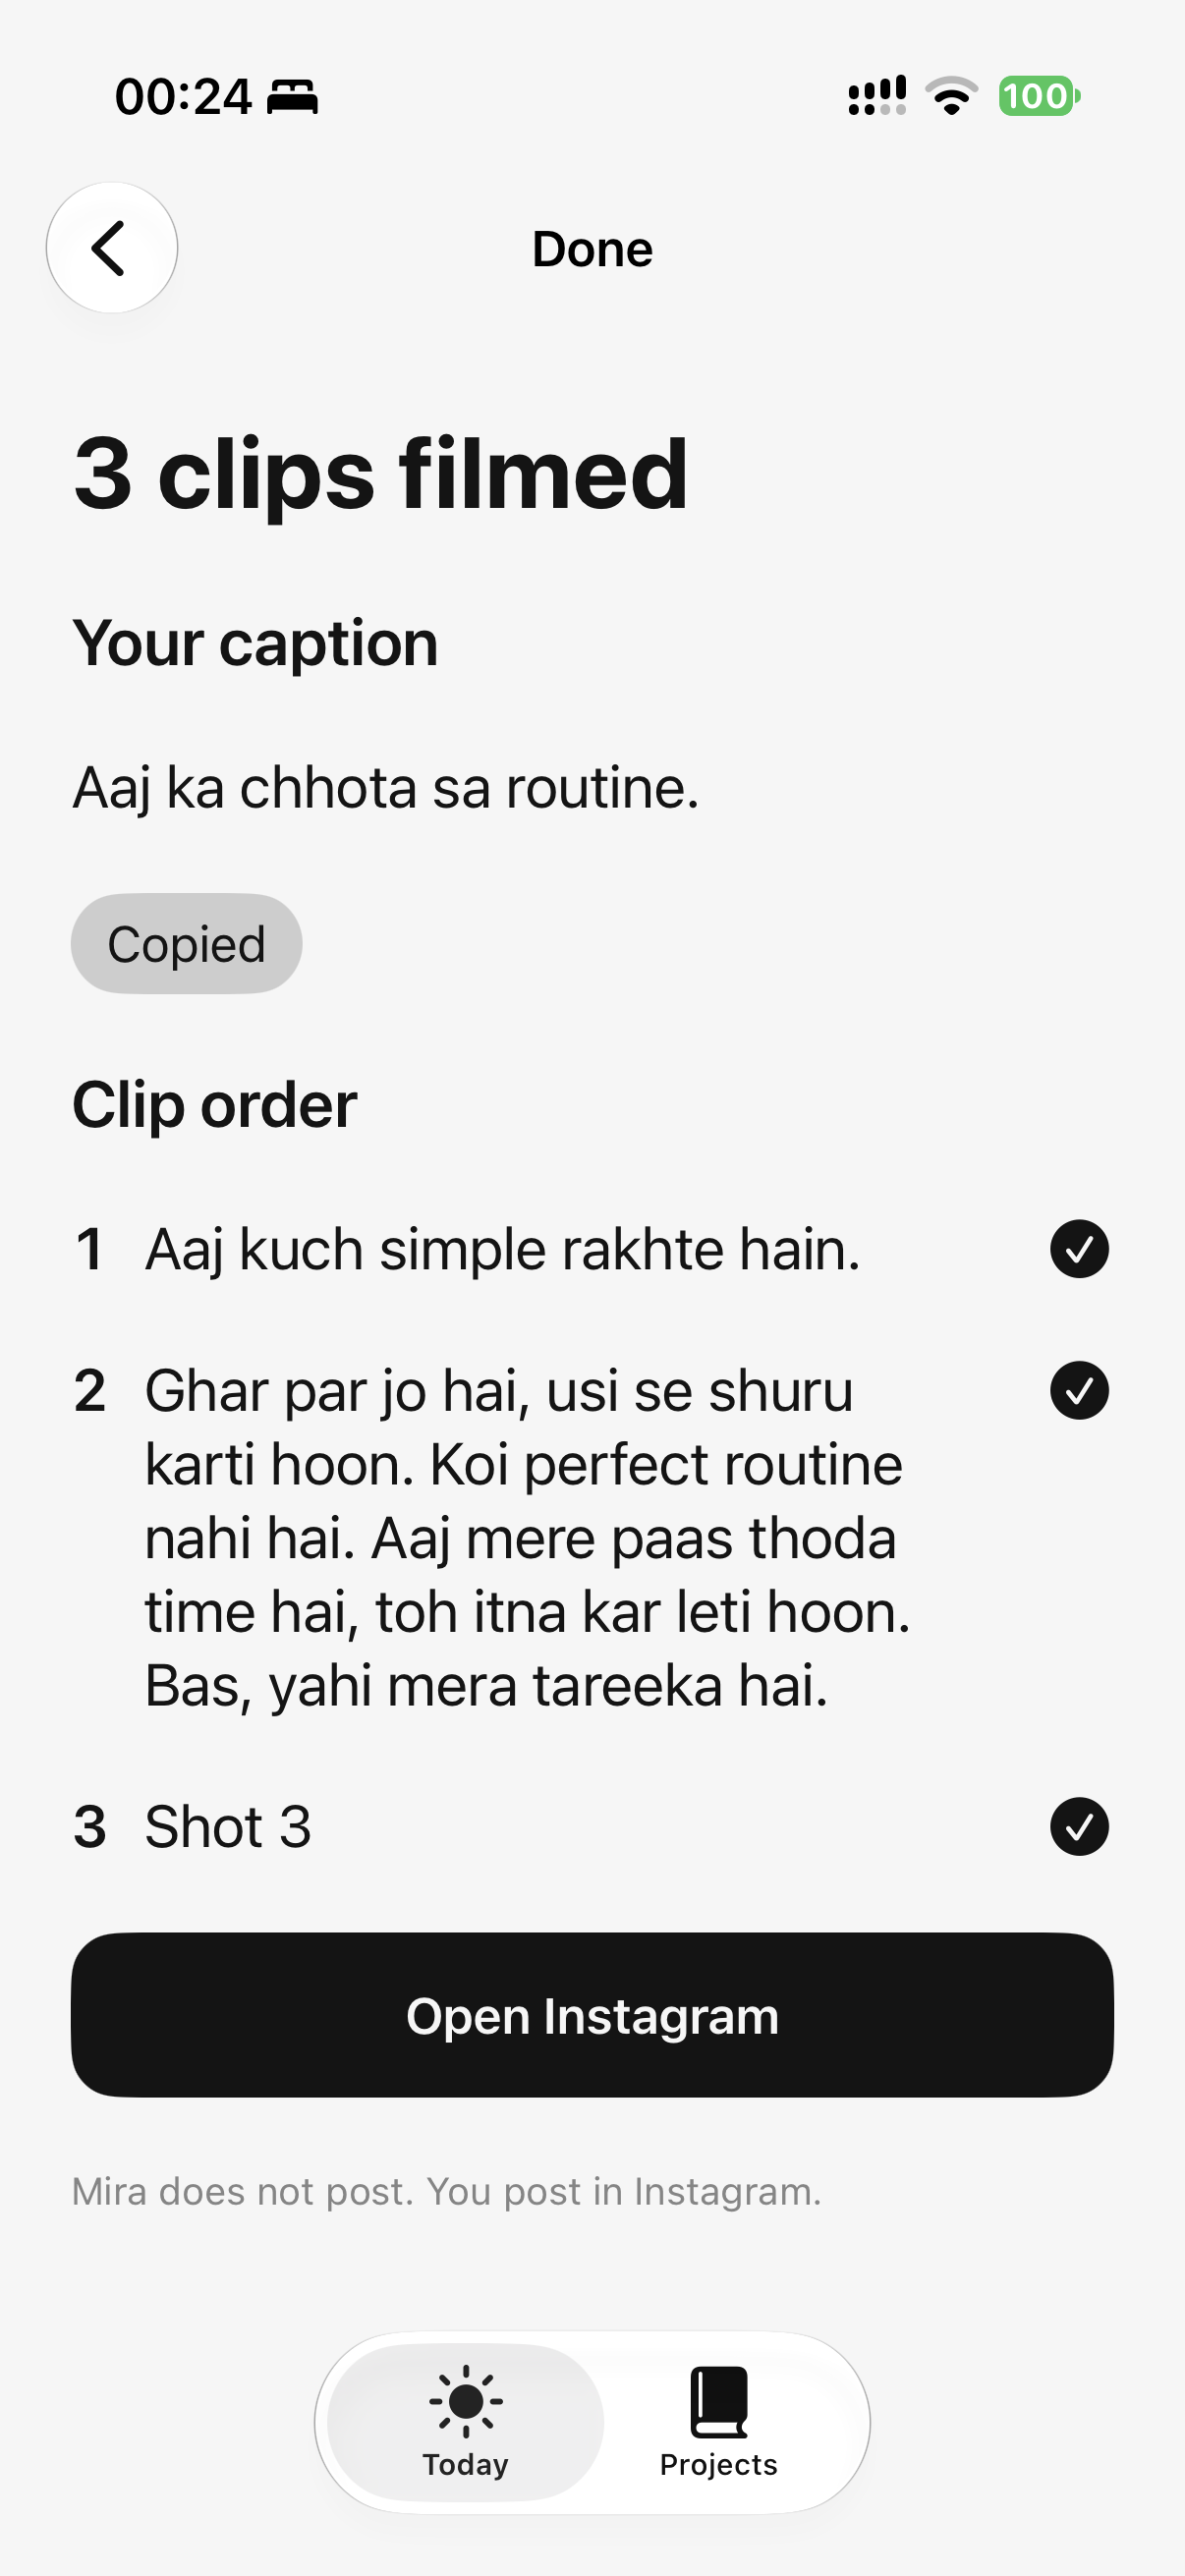 00:24
100
Done
3 clips filmed
Your caption
Aaj ka chhota sa routine.
Copied
Clip order
1 Aaj kuch simple rakhte hain.
2 Ghar par jo hai, usi se shuru
karti hoon. Koi perfect routine
nahi hai. Aaj mere paas thoda
time hai, toh itna kar leti hoon.
Bas, yahi mera tareeka hai.
3 Shot 3
Open Instagram
Mira does not post. You post in Instagram.
Today
Projects